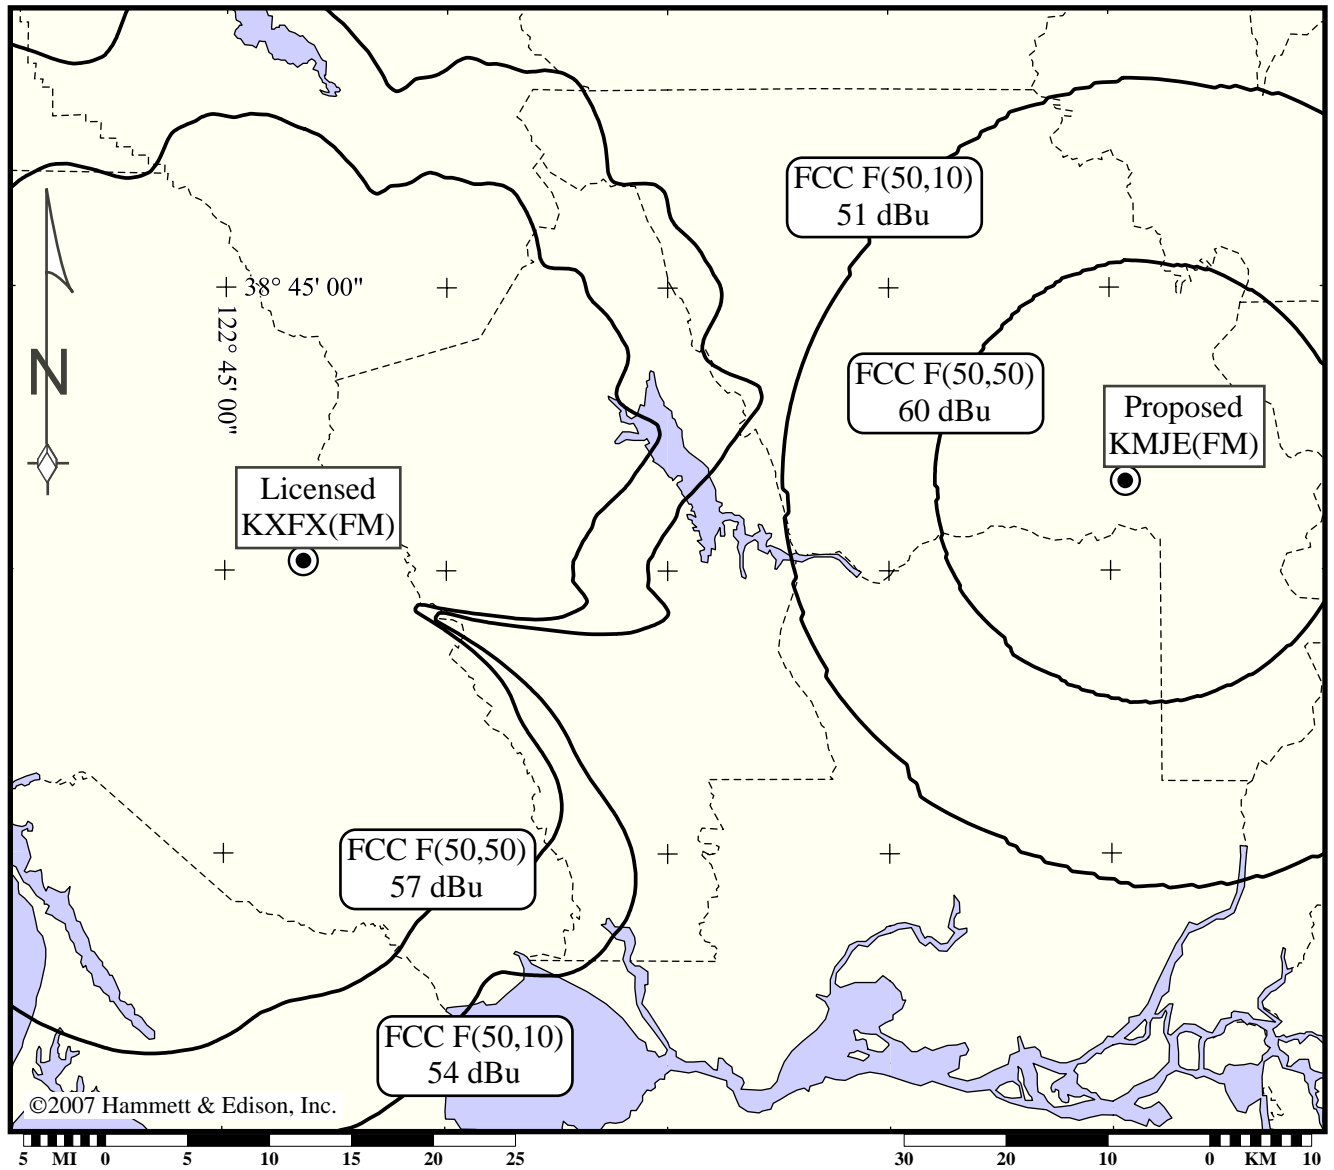 FCC F(50,10)
51 dBu
38° 45' 00"
122° 45' 00"
N
FCC F(50,50)
60 dBu
Proposed
KMJE(FM)
Licensed
KXFX(FM)
FCC F(50,50)
57 dBu
FCC F(50,10)
54 dBu
©2007 Hammett & Edison, Inc.
5 MI 0 5 10 15 20 25
30 20 10 0 KM 10